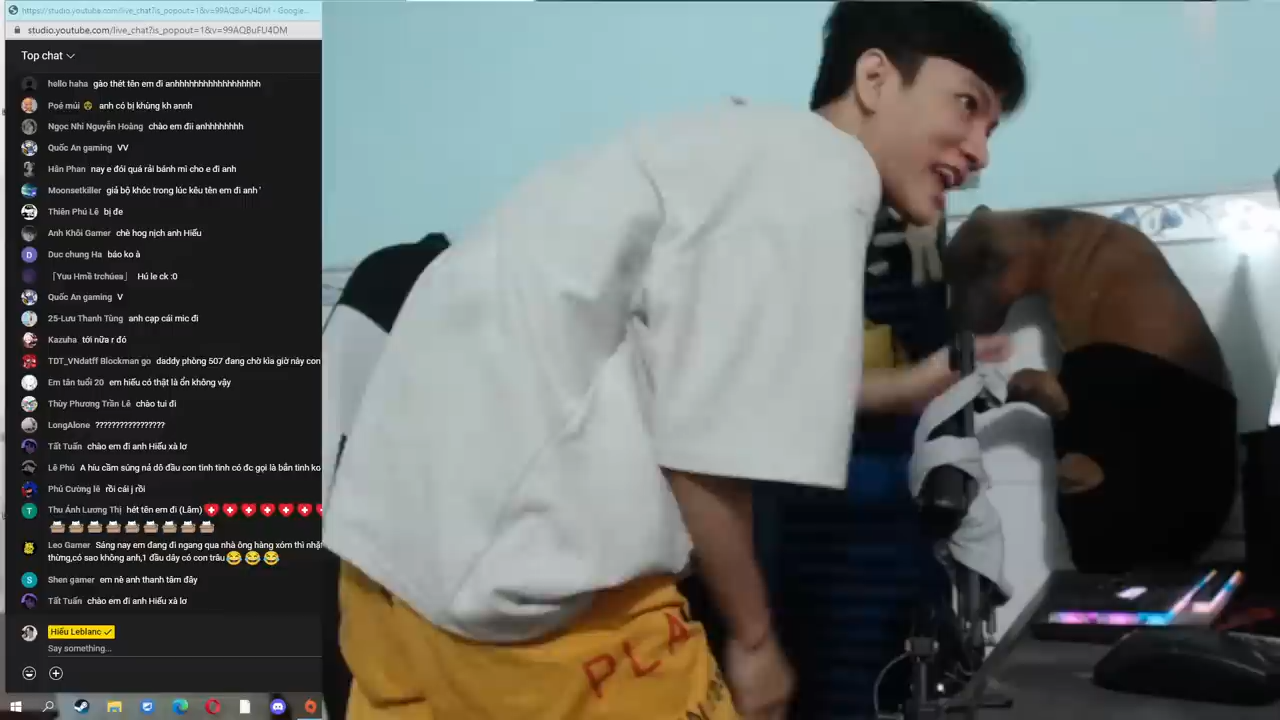 https://studio.youtube.com/live_chat?is_popout=1&v=99AQBuFU4DM - Google...
studio.youtube.com/live_chat?is_popout=1&v=99AQBuFU4DM
Top chat
hello haha gào thét tên em đi anhhhhhhhhhhhhhhhhhh
Poé múi anh có bị khùng kh annh
Ngọc Nhi Nguyễn Hoàng chào em đii anhhhhhhhh
Quốc An gaming VV
Hân Phan nay e đói quá rải bánh mì cho e đi anh
Moonsetkiller giả bộ khóc trong lúc kêu tên em đi anh '
Thiên Phú Lê bị đe
Anh Khôi Gamer chè hog nịch anh Hiếu
Duc chung Ha báo ko à
「Yuu Hmề trchúea」 Hú le ck :0
Quốc An gaming V
25-Lưu Thanh Tùng anh cạp cái mic đi
Kazuha tới nữa r đó
TDT_VNdatff Blockman go daddy phòng 507 đang chờ kìa giờ này con
Em tân tuổi 20 em hiếu có thật là ổn không vậy
Thùy Phương Trần Lê chào tui đi
LongAlone ?????????????????
Tất Tuấn chào em đi anh Hiếu xà lơ
Lê Phú A híu cầm súng nả dô đầu con tinh tinh có đc gọi là bắn tinh ko
Phú Cường lê rồi cái j rồi
Thu Ánh Lương Thị hét tên em đi (Lâm)
Leo Gamer Sáng nay em đang đi ngang qua nhà ông hàng xóm thì nhặt
thừng,có sao không anh,1 đầu dây có con trâu
Shen gamer em nè anh thanh tâm đây
Tất Tuấn chào em đi anh Hiếu xà lơ
Hiếu Leblanc
Say something...
PLA